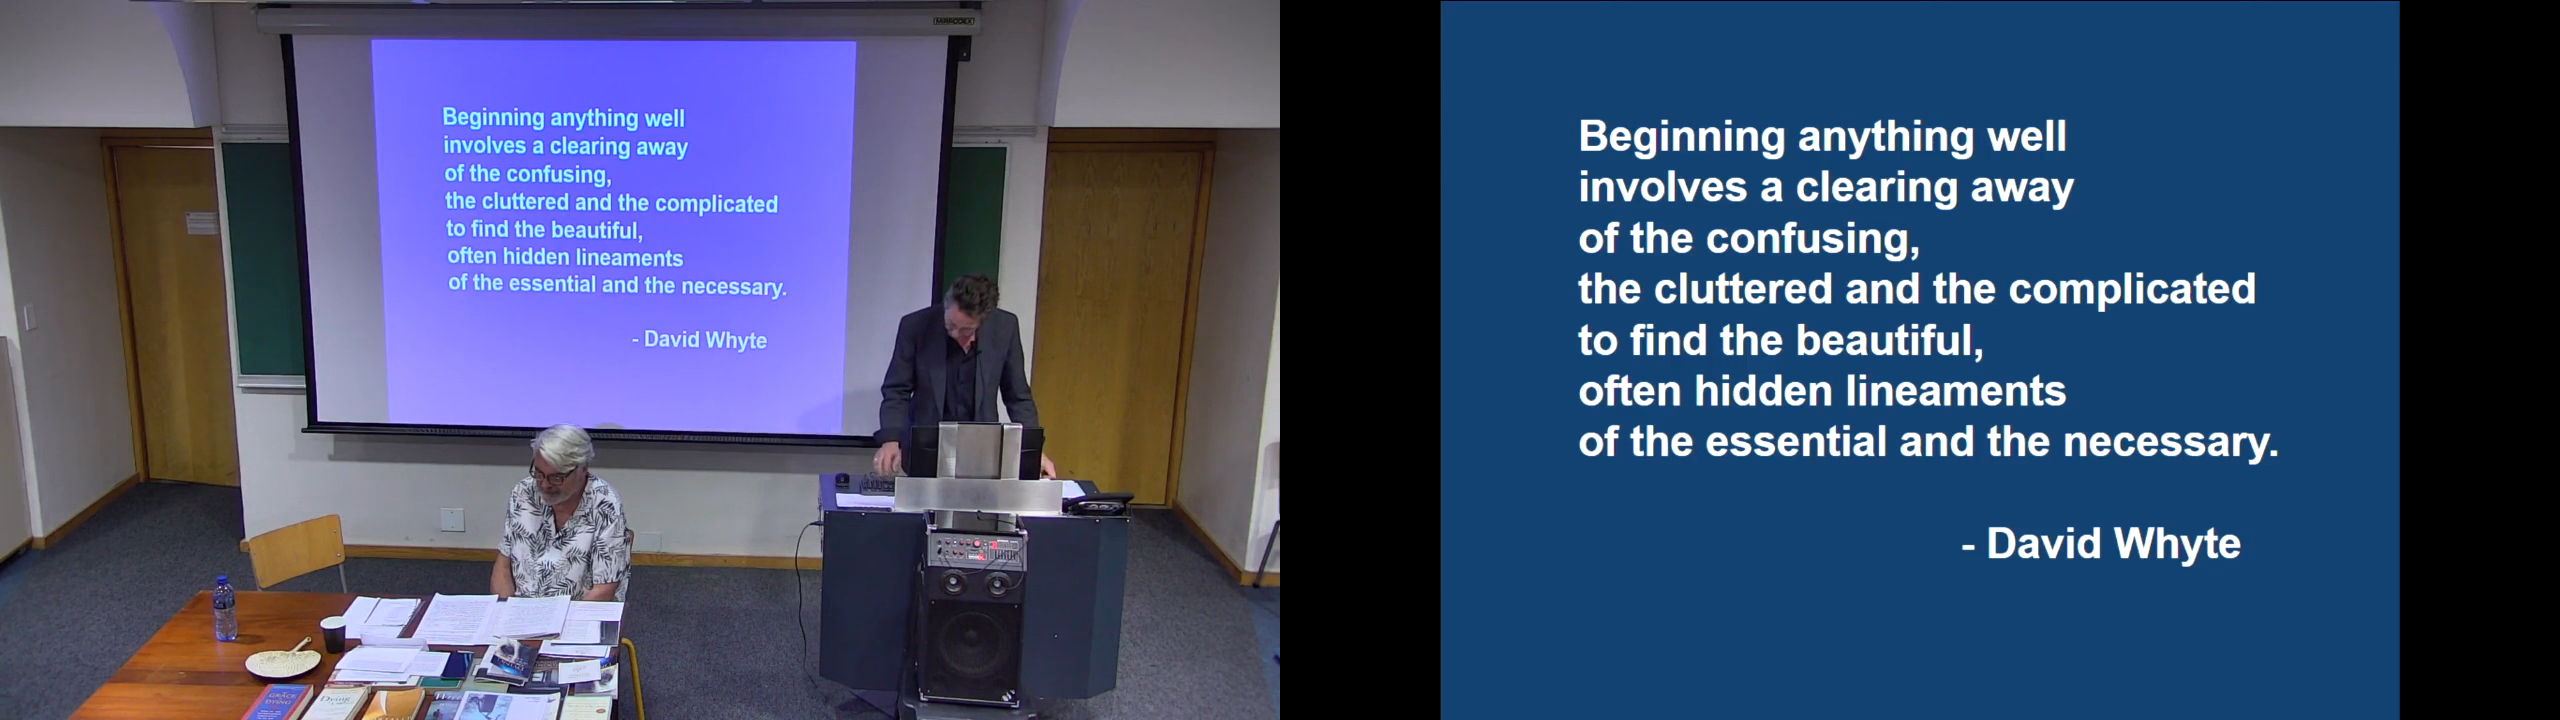 Beginning anything well
involves a clearing away
of the confusing,
the cluttered and the complicated
to find the beautiful,
often hidden lineaments
of the essential and the necessary.
- David Whyte
GRACE
DYING
Beginning anything well
involves a clearing away
of the confusing,
the cluttered and the complicated
to find the beautiful,
often hidden lineaments
of the essential and the necessary.
- David Whyte